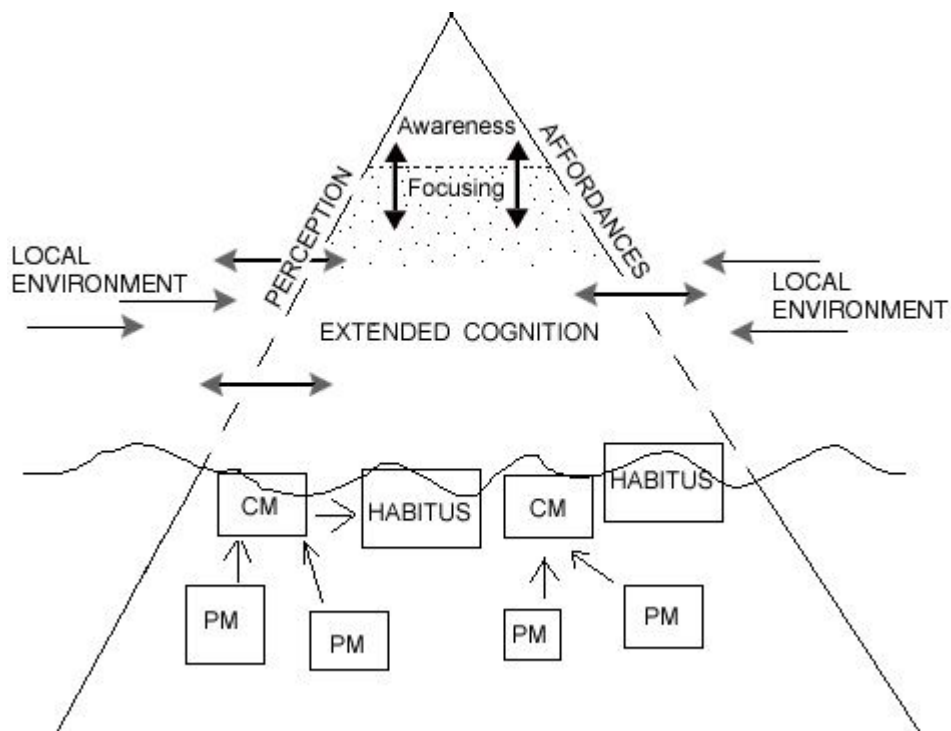 Awareness
Focusing
PERCEPTION
AFFORDANCES
LOCAL
ENVIRONMENT
LOCAL
ENVIRONMENT
EXTENDED COGNITION
CM
HABITUS
CM
HABITUS
PM
PM
PM
PM